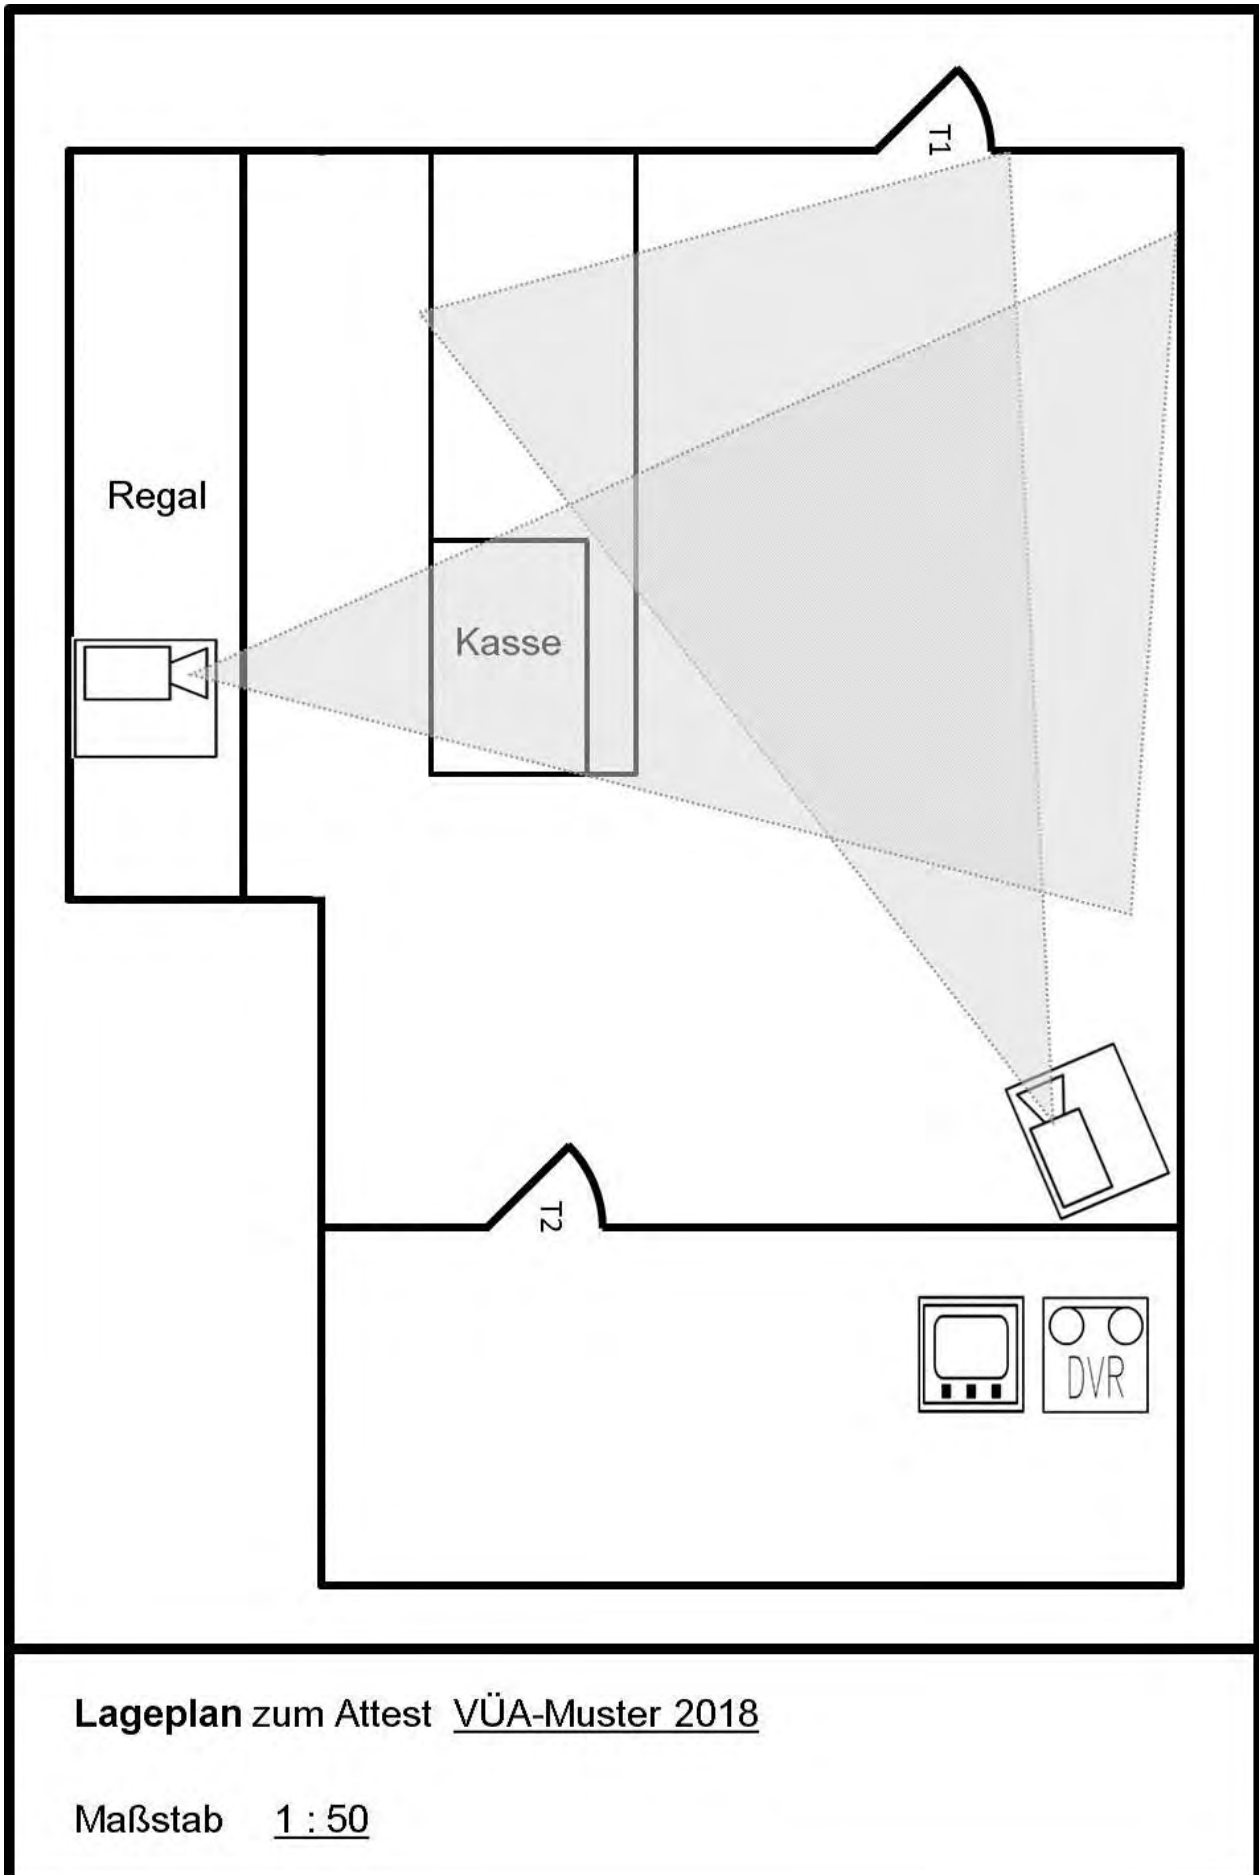 T1
Regal
Kasse
T2
DVR
Lageplan zum Attest VÜA-Muster 2018
Maßstab 1 : 50